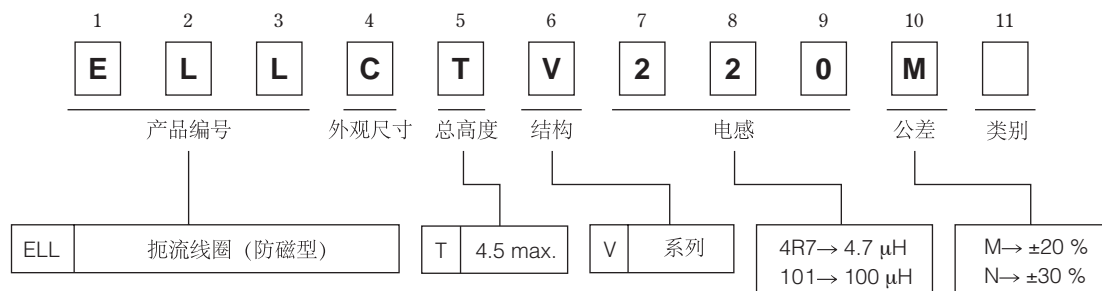 1 2 3 4 5 6 7 8 9 10 11
E L L C T V 2 2 0 M
产品编号 外观尺寸 总高度 结构 电感 公差 类别
ELL 扼流线圈 (防磁型) T 4.5 max. V 系列 4R7→ 4.7 μH M→ ±20 %
101→ 100 μH N→ ±30 %